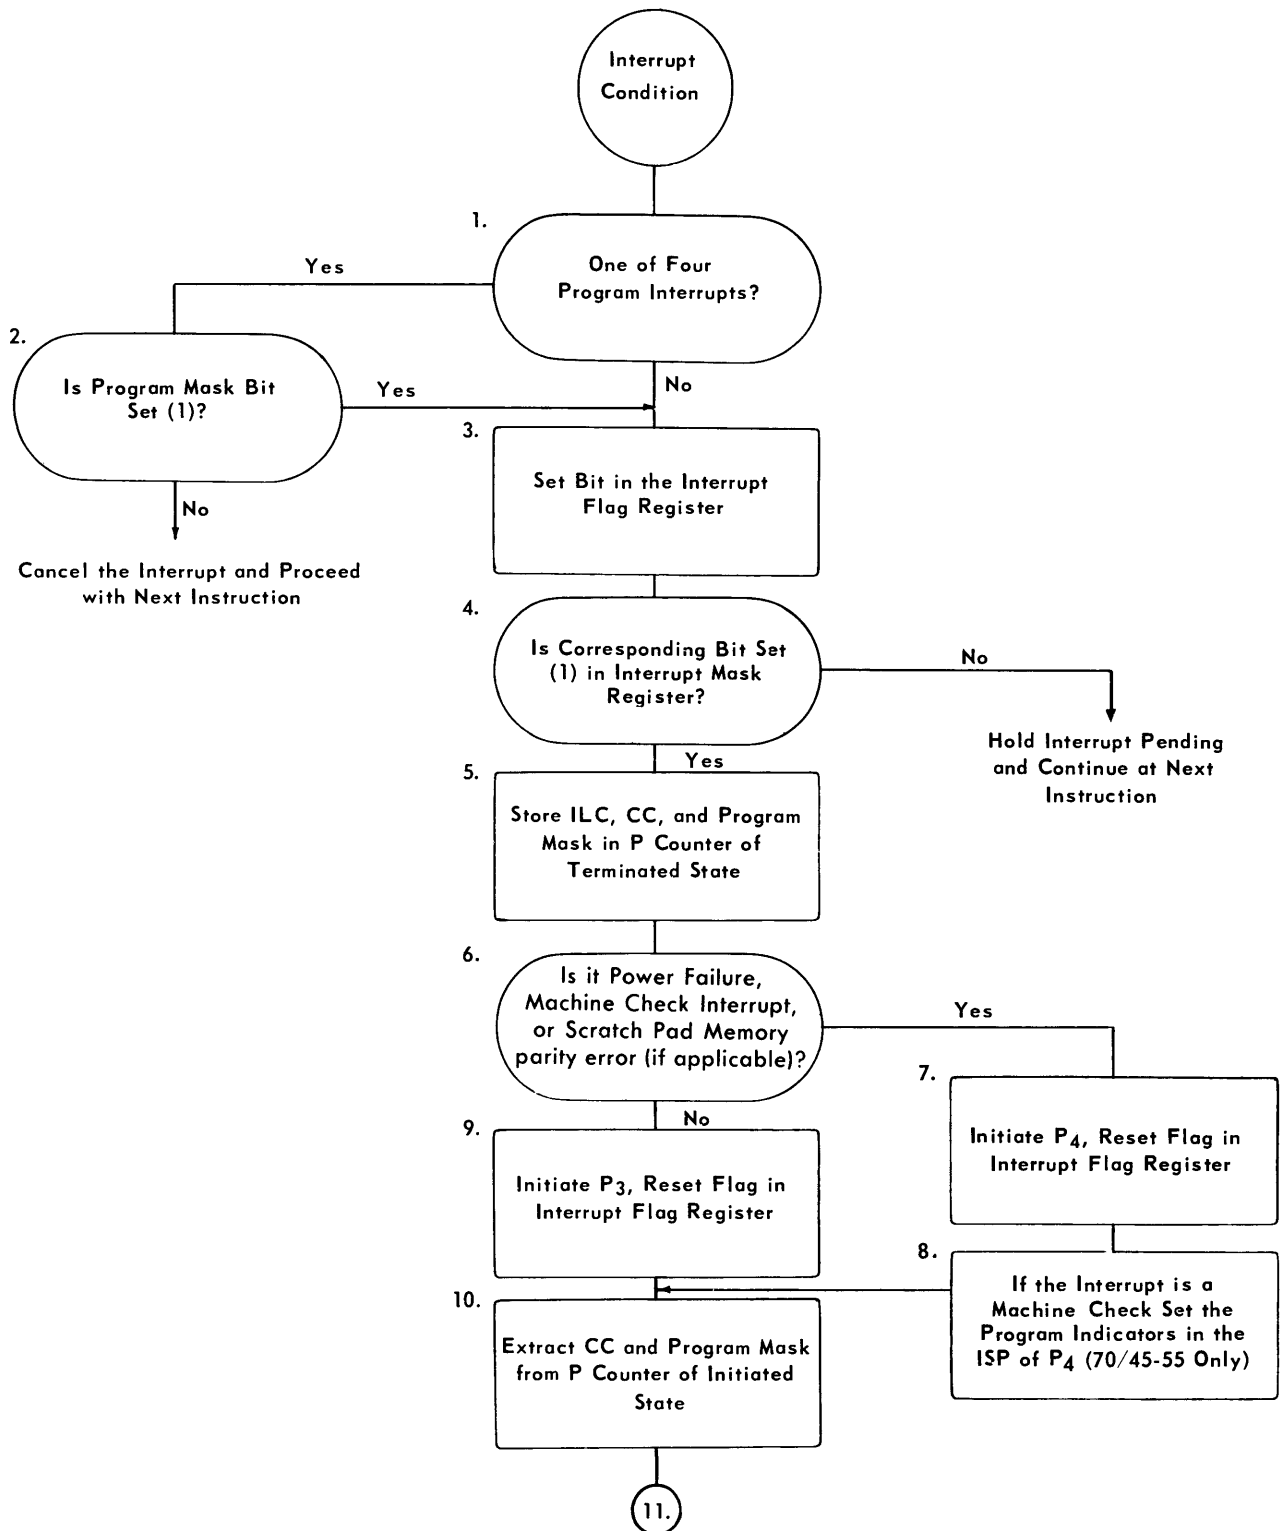 Interrupt
Condition
1.
One of Four
Program Interrupts?
Yes
2.
Is Program Mask Bit
Set (1)?
Yes
No
No
Cancel the Interrupt and Proceed
with Next Instruction
3.
Set Bit in the Interrupt
Flag Register
4.
Is Corresponding Bit Set
(1) in Interrupt Mask
Register?
No
Hold Interrupt Pending
and Continue at Next
Instruction
Yes
5.
Store ILC, CC, and Program
Mask in P Counter of
Terminated State
6.
Is it Power Failure,
Machine Check Interrupt,
or Scratch Pad Memory
parity error (if applicable)?
Yes
7.
Initiate P4, Reset Flag in
Interrupt Flag Register
8.
If the Interrupt is a
Machine Check Set the
Program Indicators in the
ISP of P4 (70/45-55 Only)
No
9.
Initiate P3, Reset Flag in
Interrupt Flag Register
10.
Extract CC and Program Mask
from P Counter of Initiated
State
11.